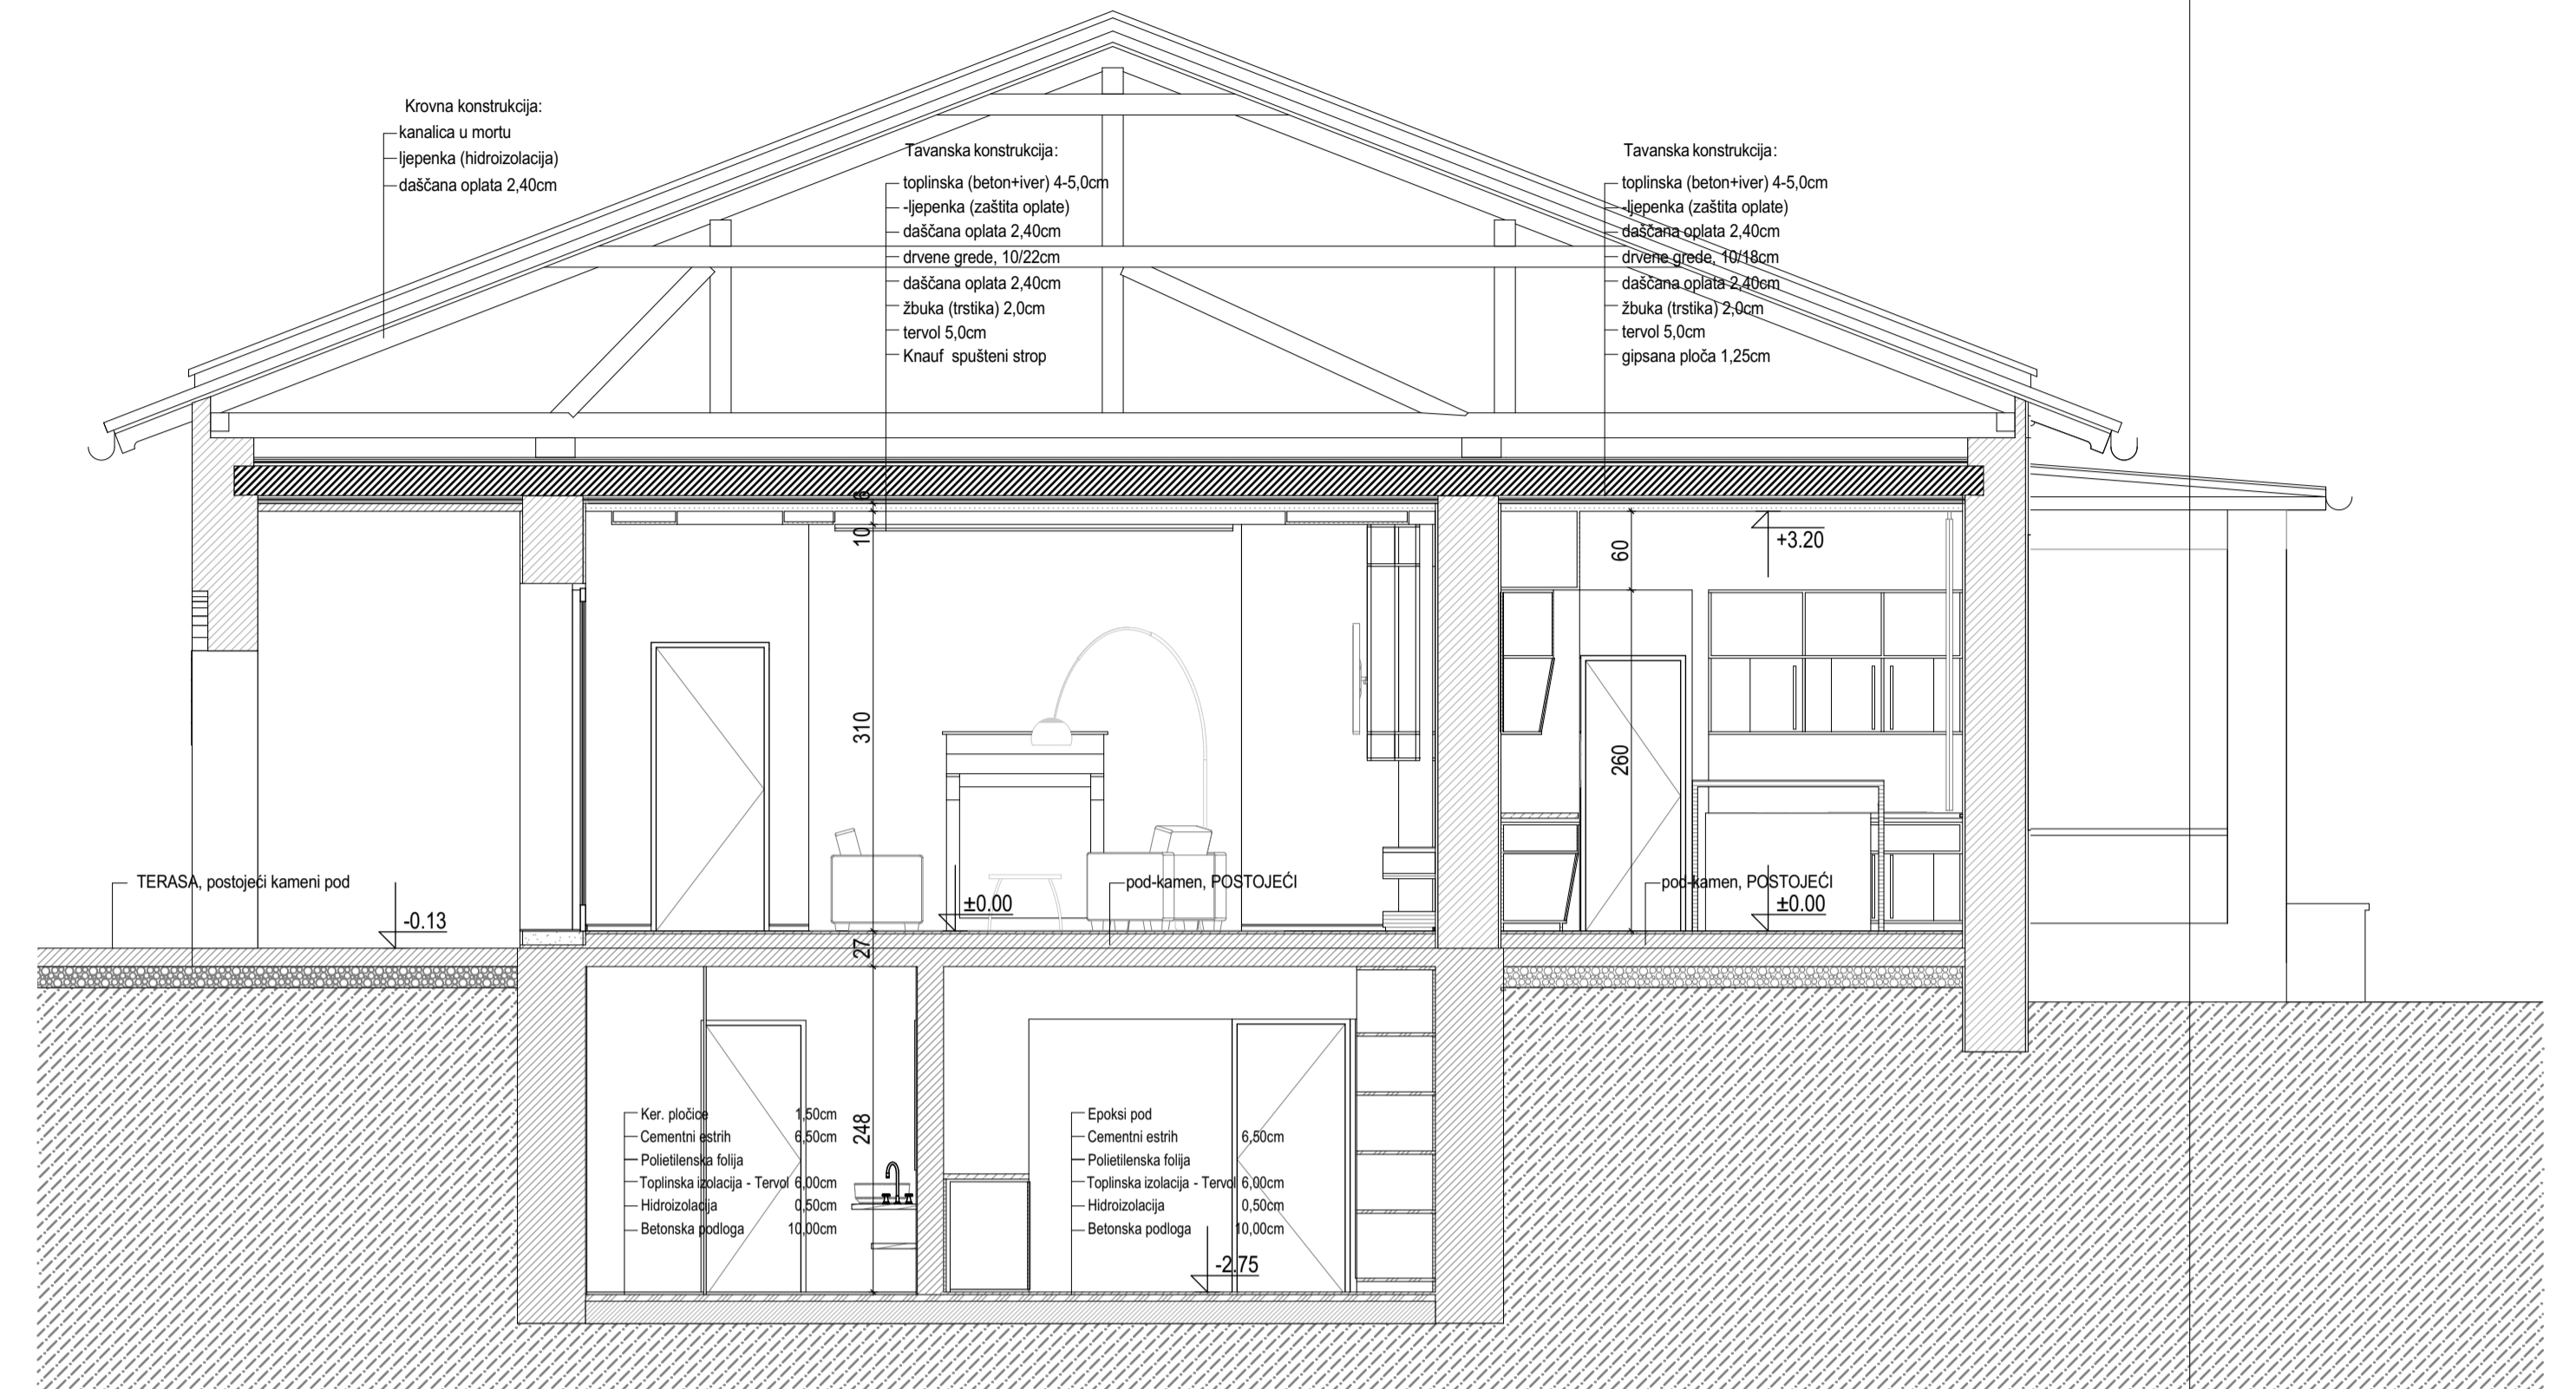 Krovna konstrukcija:
kanalica u mortu
ljepenka (hidroizolacija)
daščana oplata 2,40cm
Tavanska konstrukcija:
toplinska (beton+iver) 4-5,0cm
-ljepenka (zaštita oplate)
daščana oplata 2,40cm
drvene grede, 10/22cm
daščana oplata 2,40cm
žbuka (trstika) 2,0cm
tervol 5,0cm
Knauf spušteni strop
Tavanska konstrukcija:
toplinska (beton+iver) 4-5,0cm
-ljepenka (zaštita oplate)
daščana oplata 2,40cm
drvene grede, 10/18cm
daščana oplata 2,40cm
žbuka (trstika) 2,0cm
tervol 5,0cm
gipsana ploča 1,25cm
6
10
310
27
248
60
260
+3.20
TERASA, postojeći kameni pod
-0.13
±0.00
pod-kamen, POSTOJEĆI
pod-kamen, POSTOJEĆI
±0.00
Ker. pločice 1,50cm
Cementni estrih 6,50cm
Polietilenska folija
Toplinska izolacija - Tervol 6,00cm
Hidroizolacija 0,50cm
Betonska podloga 10,00cm
Epoksi pod
Cementni estrih 6,50cm
Polietilenska folija
Toplinska izolacija - Tervol 6,00cm
Hidroizolacija 0,50cm
Betonska podloga 10,00cm
-2.75